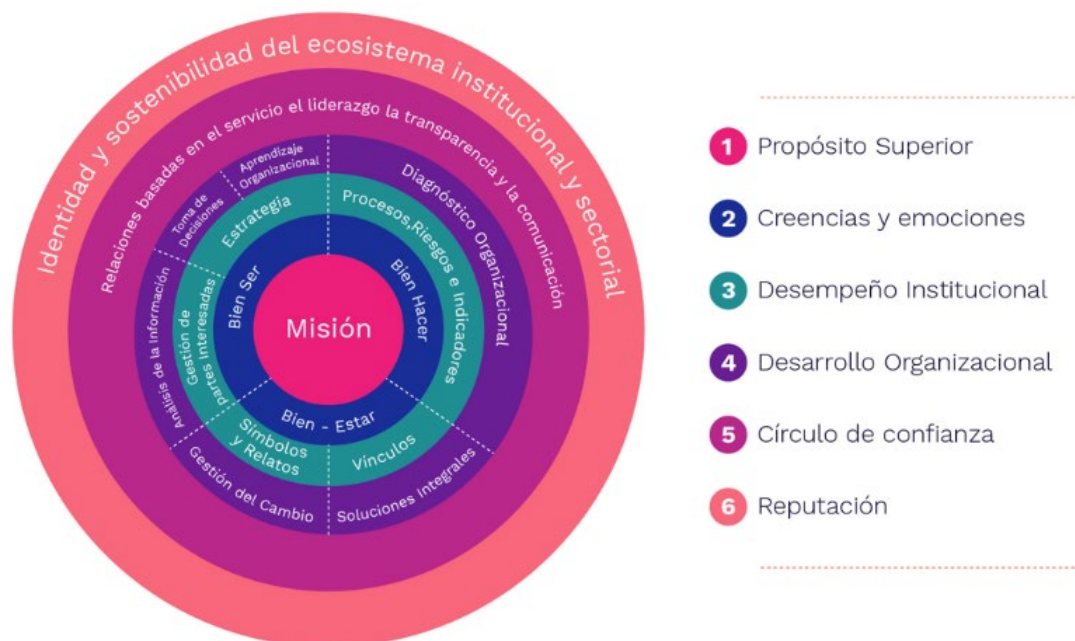 Identidad y sostenibilidad del ecosistema institucional y sectorial
Relaciones basadas en el servicio el liderazgo la transparencia y la comunicación
Aprendizaje
Organizacional
Toma de
Decisiones
Análisis de la Información
Gestión del Cambio
Soluciones Integrales
Diagnóstico Organizacional
Estrategia
Procesos,Riesgos e Indicadores
Gestión de
partes Interesadas
Símbolos
y Relatos
Vínculos
Bien Ser
Bien Hacer
Bien - Estar
Misión
1 Propósito Superior
2 Creencias y emociones
3 Desempeño Institucional
4 Desarrollo Organizacional
5 Círculo de confianza
6 Reputación